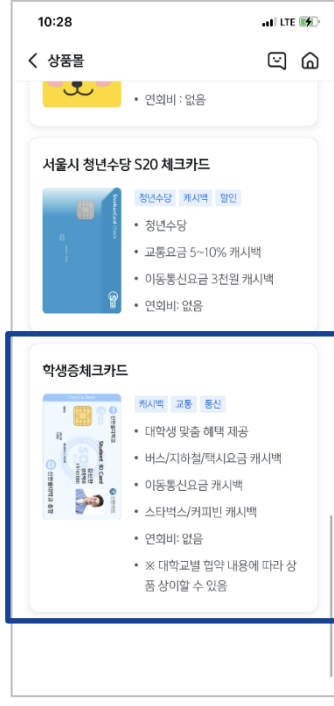 10:28
LTE
상품몰
• 연회비 : 없음
서울시 청년수당 S20 체크카드
청년수당 캐시백 할인
• 청년수당
• 교통요금 5~10% 캐시백
• 이동통신요금 3천원 캐시백
• 연회비: 없음
학생증체크카드
캐시백 교통 통신
Student ID Card
• 대학생 맞춤 혜택 제공
• 버스/지하철/택시요금 캐시백
• 이동통신요금 캐시백
• 스타벅스/커피빈 캐시백
• 연회비: 없음
• ※ 대학교별 협약 내용에 따라 상
품 상이할 수 있음